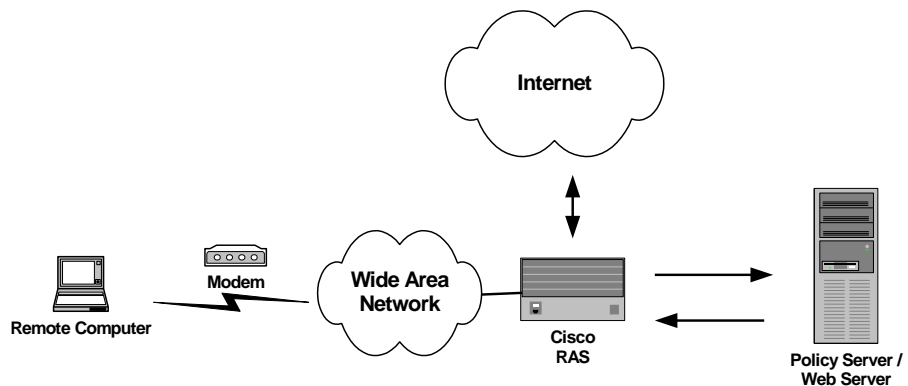 Internet
Modem
Wide Area
Network
Remote Computer
Cisco
RAS
Policy Server /
Web Server